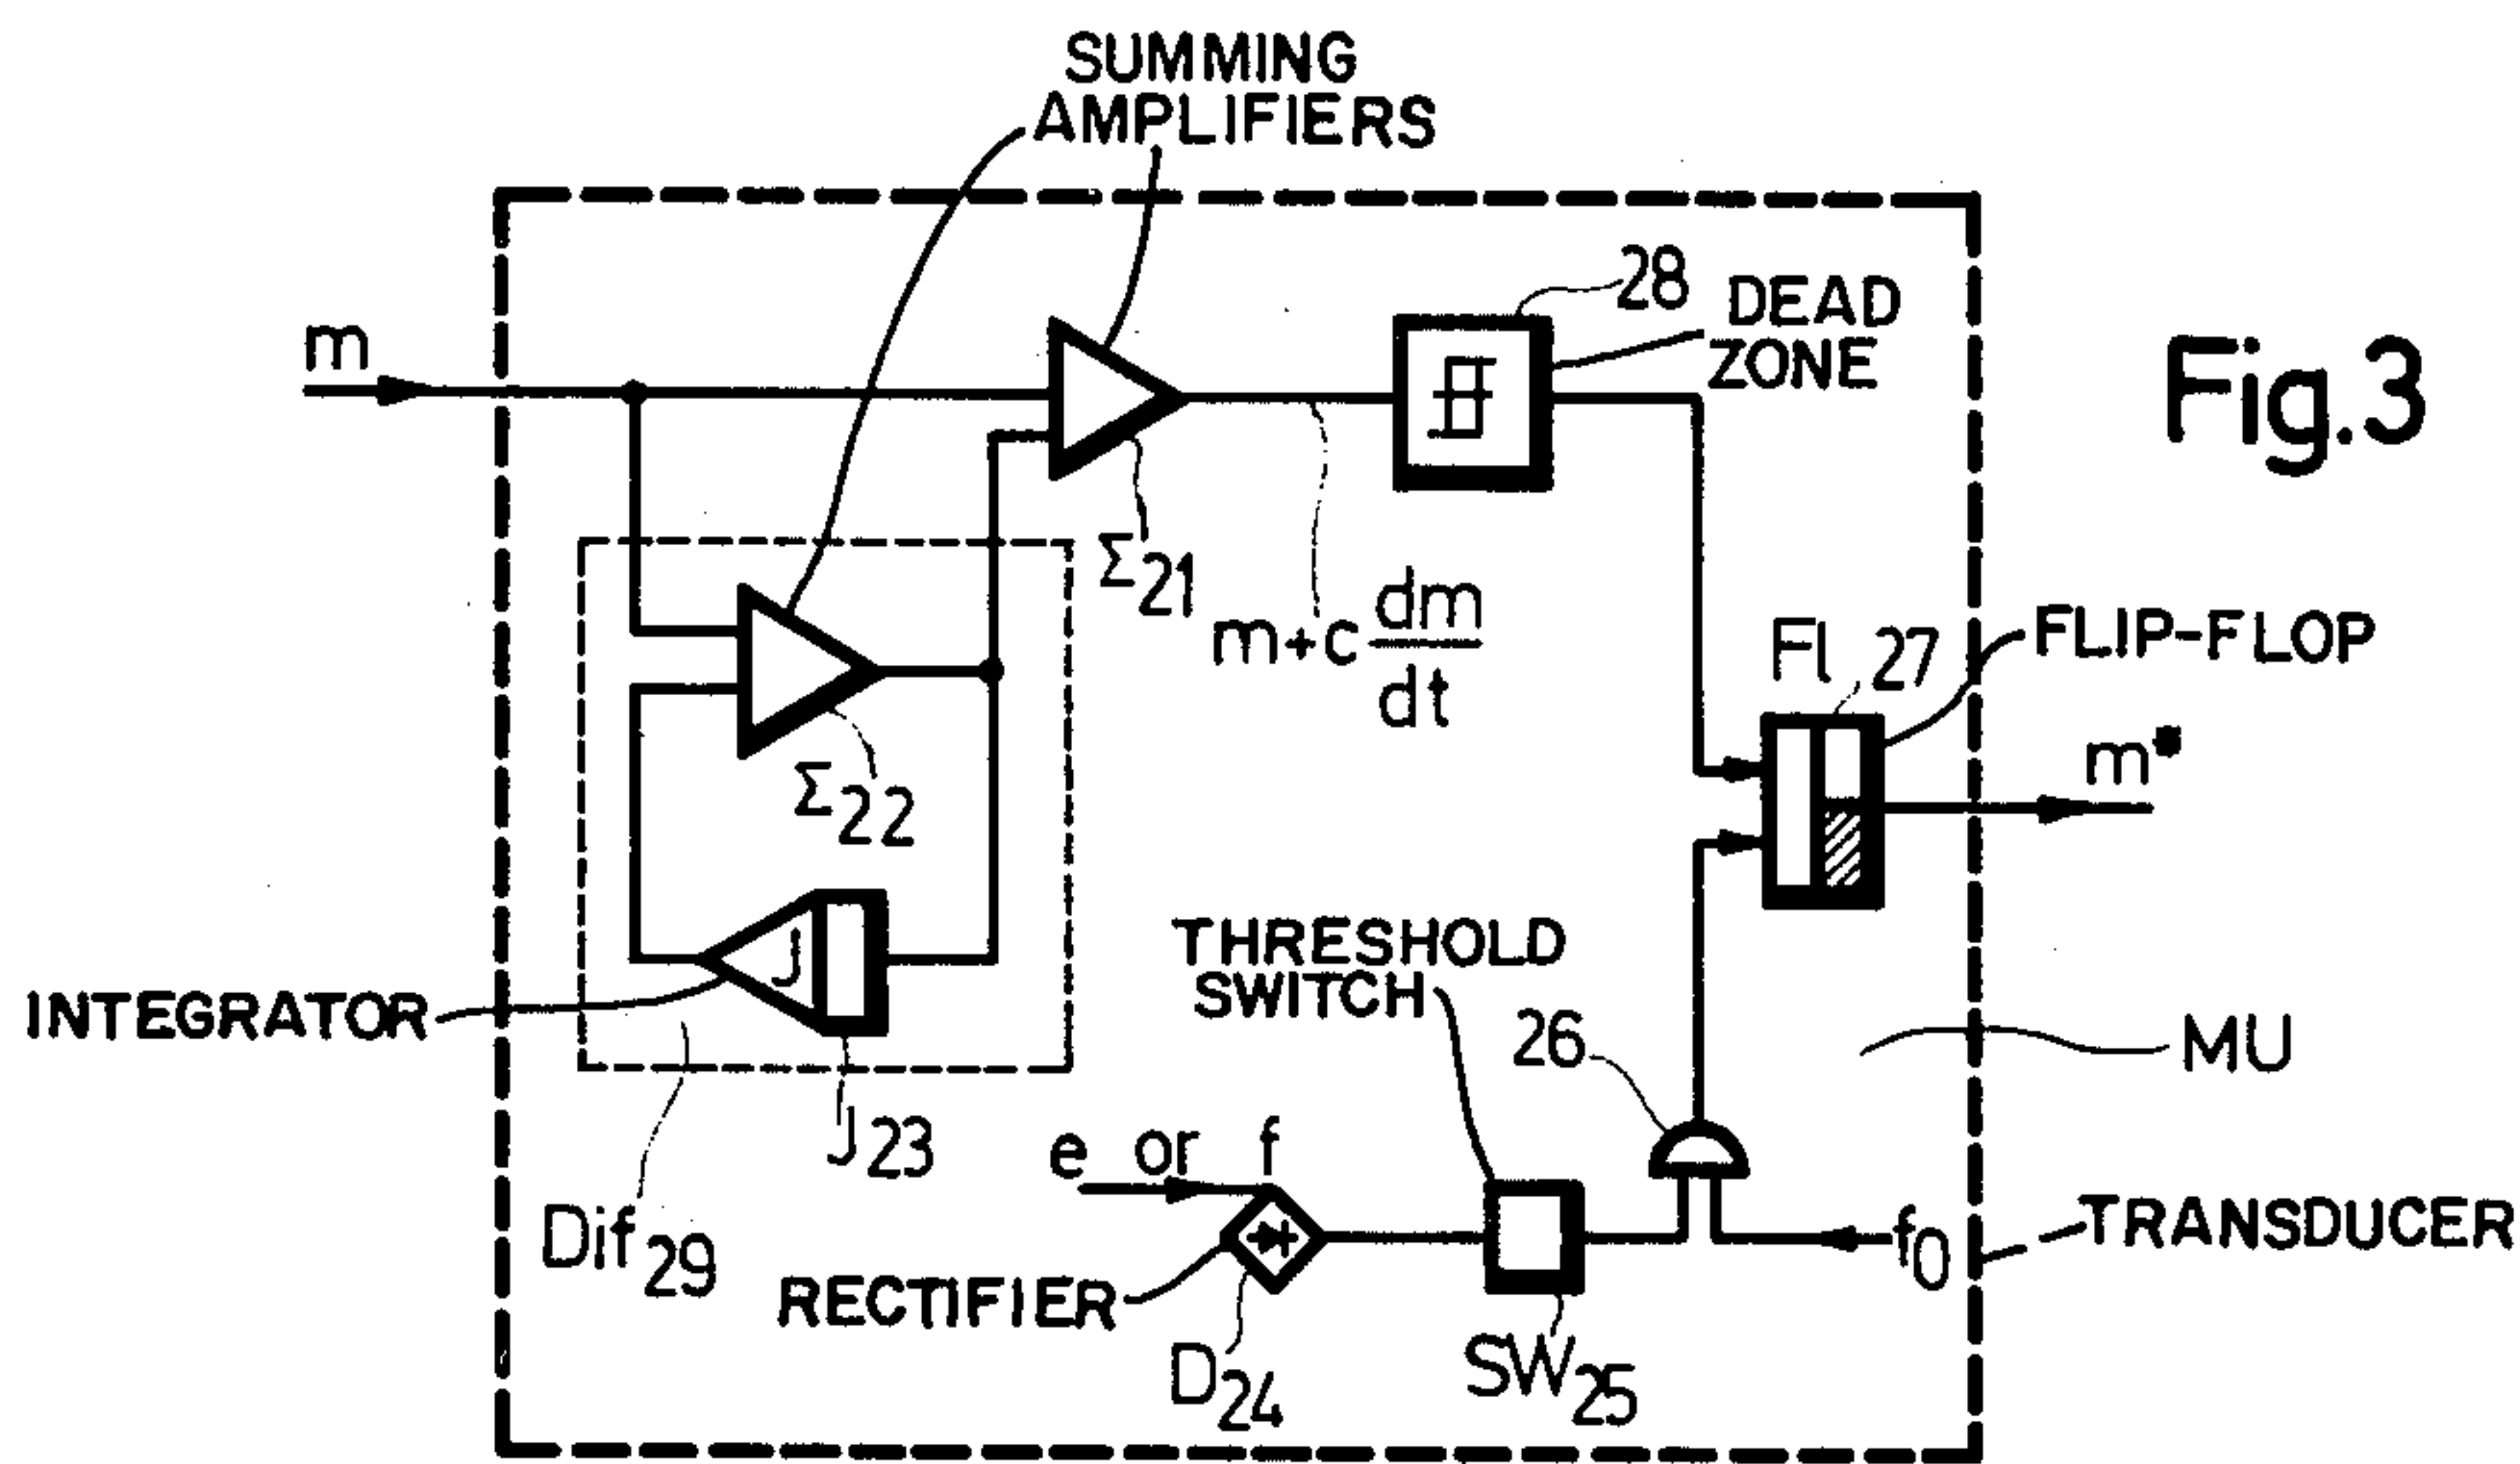 SUMMING
AMPLIFIERS
28
DEAD
ZONE
m
Fig.3
Σ21
m+c dm/dt
Fl 27
FLIP-FLOP
m*
Σ22
THRESHOLD
SWITCH
INTEGRATOR
J
26
MU
J23
e or f
Dif29
f0
TRANSDUCER
RECTIFIER
D24
SW25